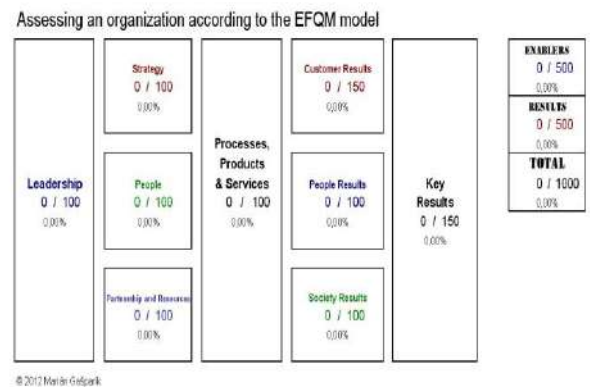 Assessing an organization according to the EFQM model
Leadership
0 / 100
0,00%
Strategy
0 / 100
0,00%
People
0 / 100
0,00%
Partnership and Resources
0 / 100
0,00%
Processes,
Products
& Services
0 / 100
0,00%
Customer Results
0 / 150
0,00%
People Results
0 / 100
0,00%
Society Results
0 / 100
0,00%
Key
Results
0 / 150
0,00%
ENABLERS
0 / 500
0,00%
RESULTS
0 / 500
0,00%
TOTAL
0 / 1000
0,00%
© 2012 Marián Gašparík